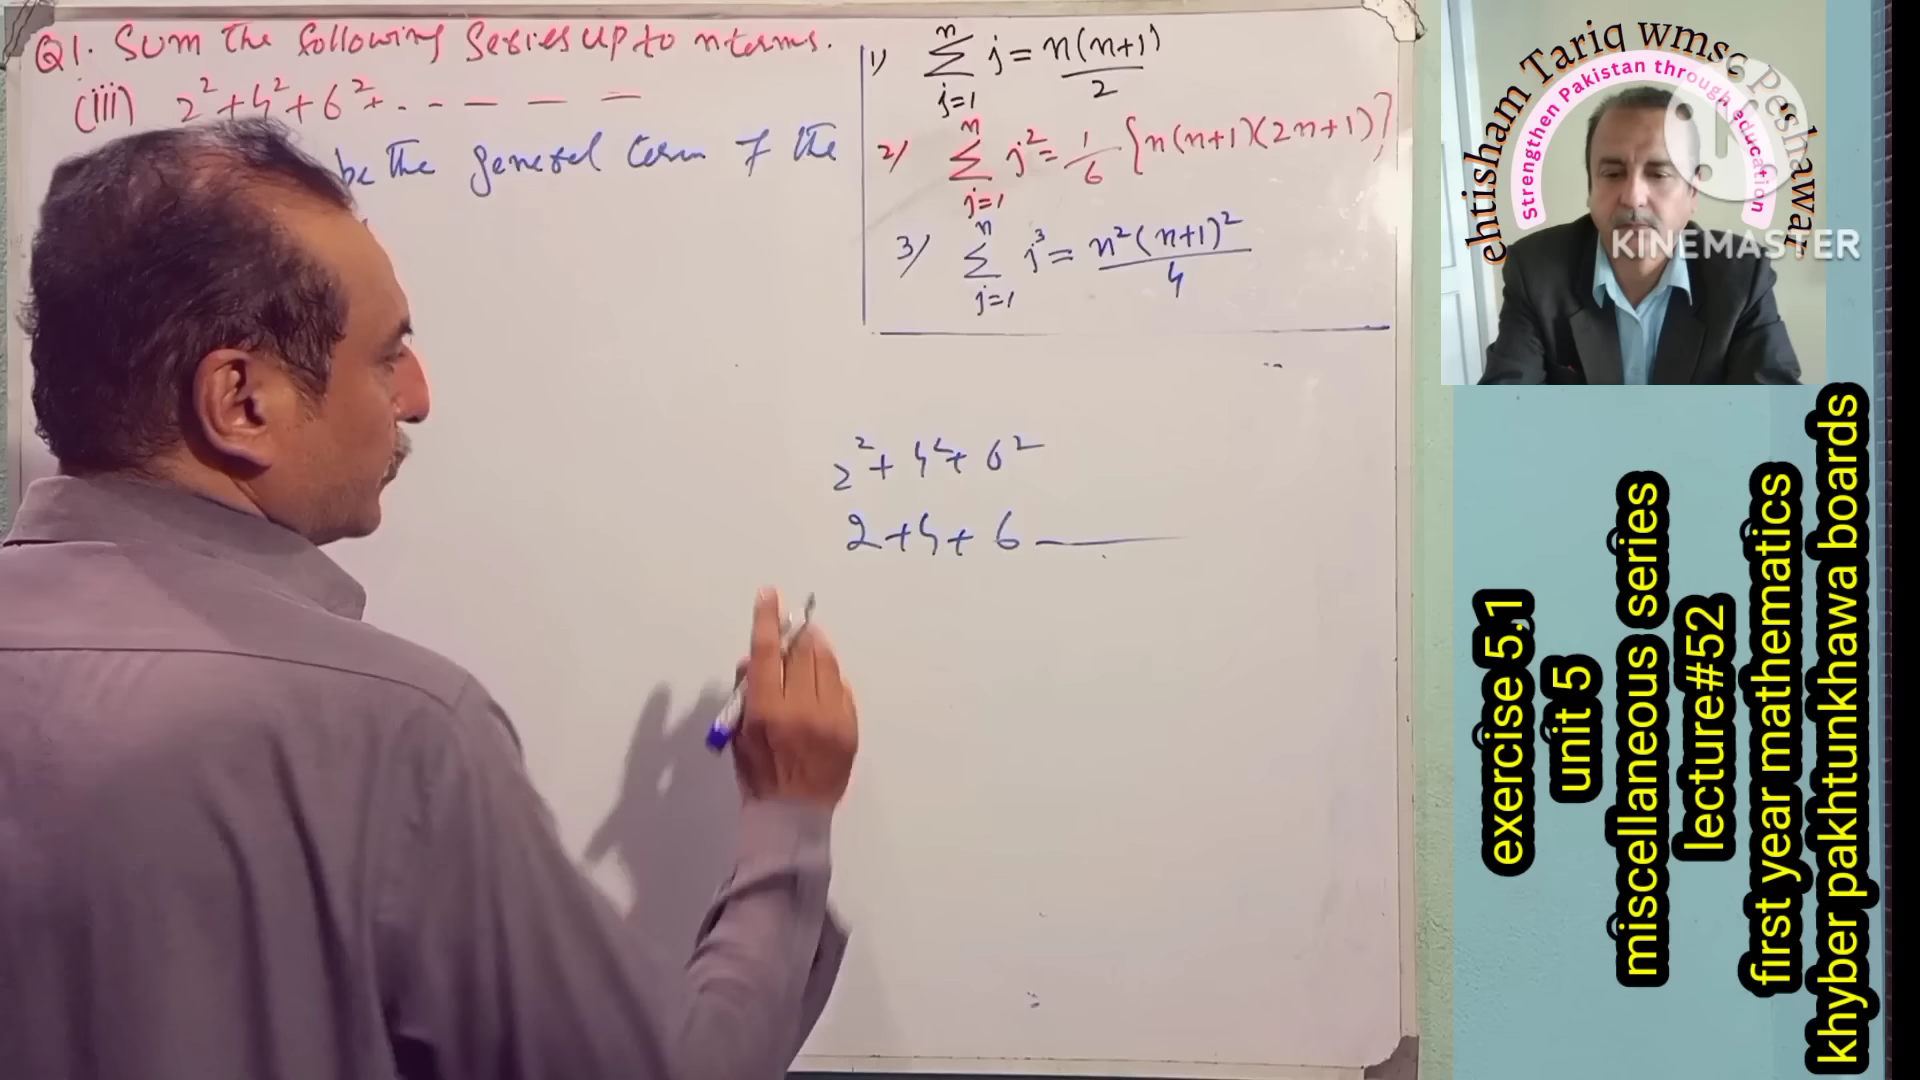 Q1. Sum the following series up to n terms.
(iii) 2² + 4² + 6² + . - - — — —
be the general term of the
1) n∑j=1 j = n(n+1)/2
2) n∑j=1 j² = 1/6 {n(n+1)(2n+1)}
3) n∑j=1 j³ = n²(n+1)²/4
2² + 4² + 6²
2 + 4 + 6 ———
ehtisham Tariq wmsc Peshawar
Strengthen Pakistan through education
KINEMASTER
exercise 5,1
unit 5
miscellaneous series
lecture#52
first year mathematics
khyber pakhtunkhawa boards